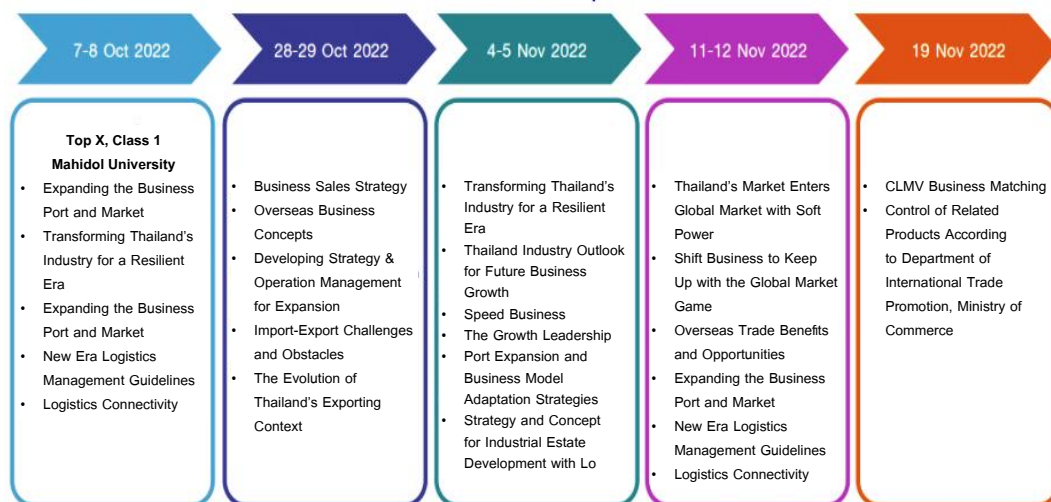 7-8 Oct 2022
28-29 Oct 2022
4-5 Nov 2022
11-12 Nov 2022
19 Nov 2022
Top X, Class 1
Mahidol University
• Expanding the Business
Port and Market
• Transforming Thailand's
Industry for a Resilient
Era
• Expanding the Business
Port and Market
• New Era Logistics
Management Guidelines
• Logistics Connectivity
• Business Sales Strategy
• Overseas Business
Concepts
• Developing Strategy &
Operation Management
for Expansion
• Import-Export Challenges
and Obstacles
• The Evolution of
Thailand's Exporting
Context
• Transforming Thailand's
Industry for a Resilient
Era
• Thailand Industry Outlook
for Future Business
Growth
• Speed Business
• The Growth Leadership
• Port Expansion and
Business Model
Adaptation Strategies
• Strategy and Concept
for Industrial Estate
Development with Lo
• Thailand's Market Enters
Global Market with Soft
Power
• Shift Business to Keep
Up with the Global Market
Game
• Overseas Trade Benefits
and Opportunities
• Expanding the Business
Port and Market
• New Era Logistics
Management Guidelines
• Logistics Connectivity
• CLMV Business Matching
• Control of Related
Products According
to Department of
International Trade
Promotion, Ministry of
Commerce